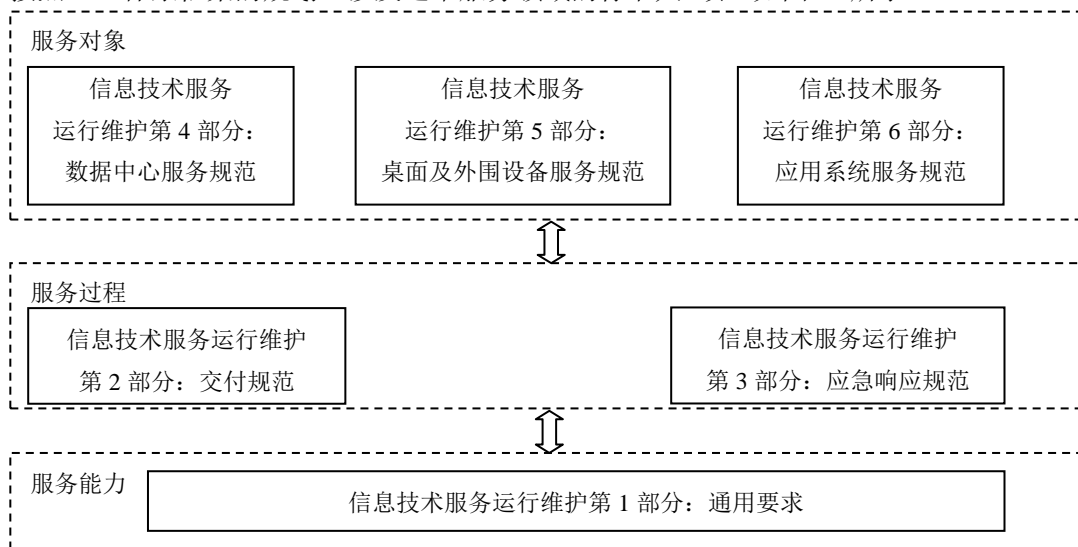 服务对象
信息技术服务
运行维护第 4 部分：
数据中心服务规范
信息技术服务
运行维护第 5 部分：
桌面及外围设备服务规范
信息技术服务
运行维护第 6 部分：
应用系统服务规范
服务过程
信息技术服务运行维护
第 2 部分：交付规范
信息技术服务运行维护
第 3 部分：应急响应规范
服务能力
信息技术服务运行维护第 1 部分：通用要求